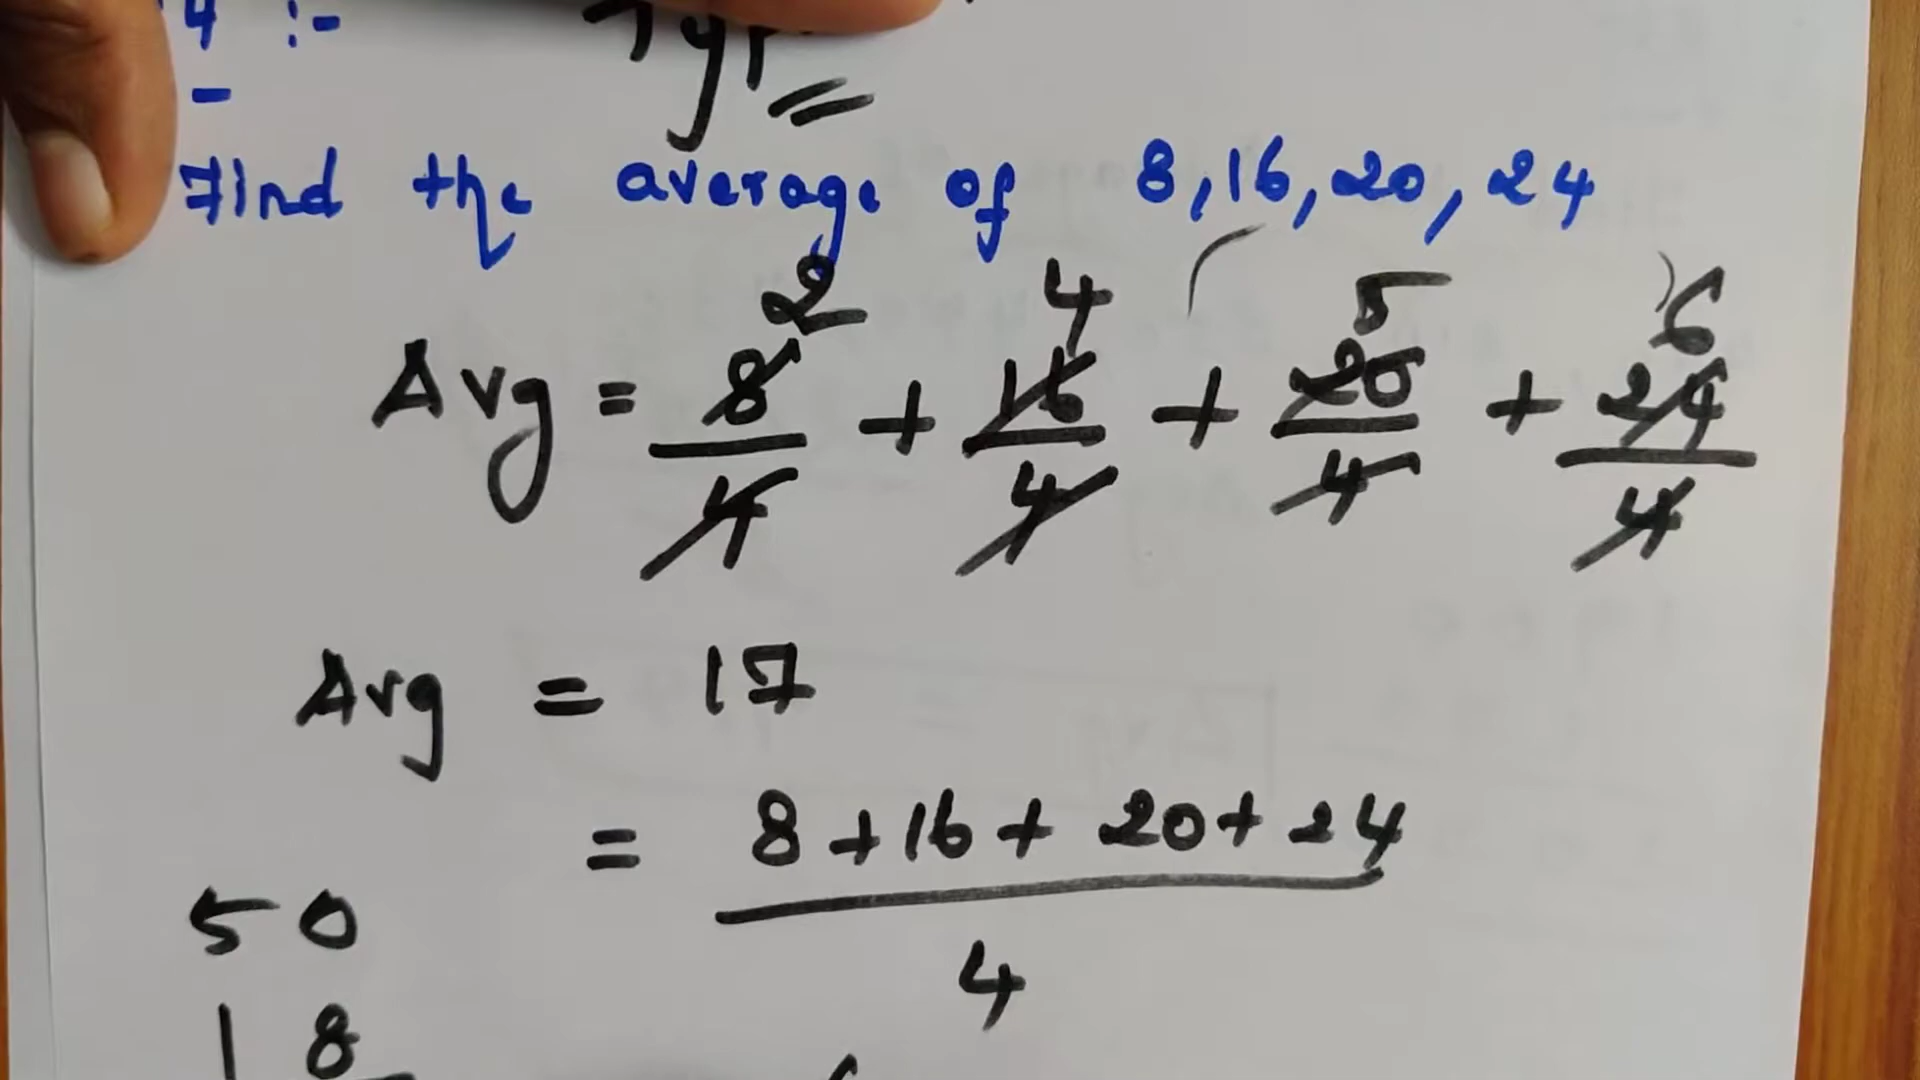 4 :-
Find the average of 8, 16, 20, 24
2 4 5 6
Avg = 8/4 + 16/4 + 20/4 + 24/4
Avg = 17
= 8 + 16 + 20 + 24
50
4
18